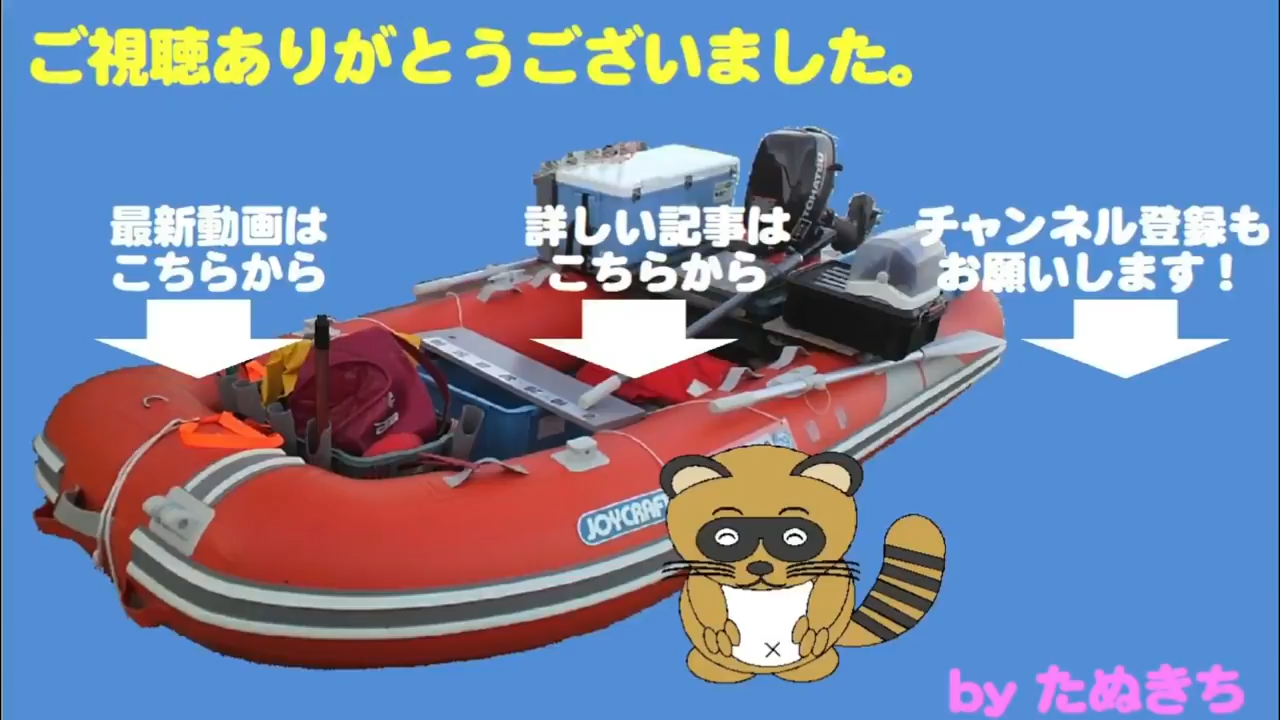 ご視聴ありがとうございました。
最新動画は
こちらから
詳しい記事は
こちらから
チャンネル登録も
お願いします！
TOHATSU
JOYCRAFT
by たぬきち